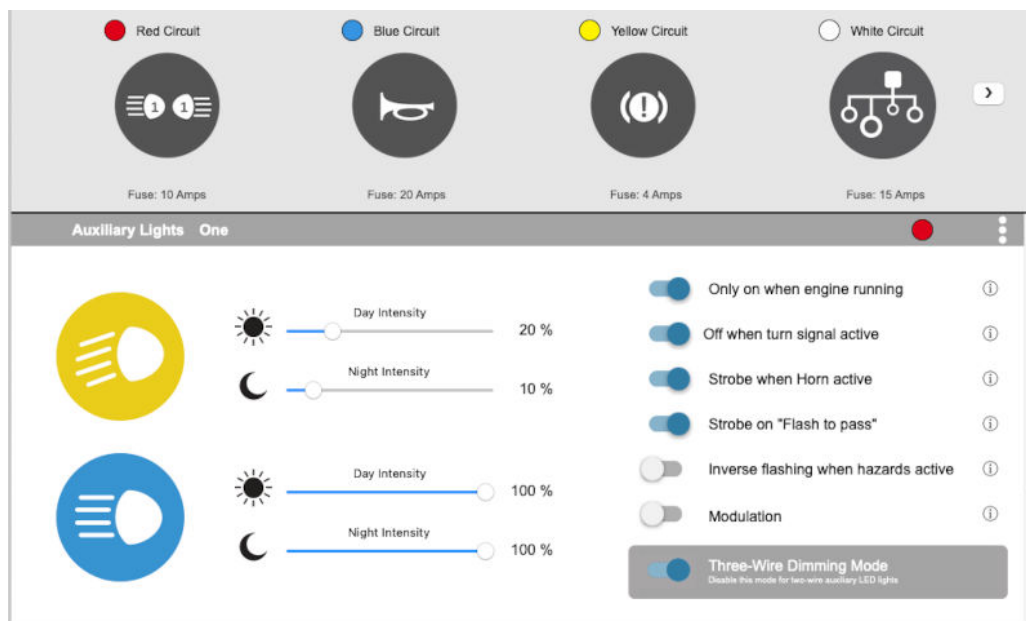 Red Circuit
Blue Circuit
Yellow Circuit
White Circuit
1 1
Fuse: 10 Amps
Fuse: 20 Amps
Fuse: 4 Amps
Fuse: 15 Amps
Auxiliary Lights One
Day Intensity
20 %
Night Intensity
10 %
Day Intensity
100 %
Night Intensity
100 %
Only on when engine running
Off when turn signal active
Strobe when Horn active
Strobe on "Flash to pass"
Inverse flashing when hazards active
Modulation
Three-Wire Dimming Mode
Disable this mode for two-wire auxiliary LED lights